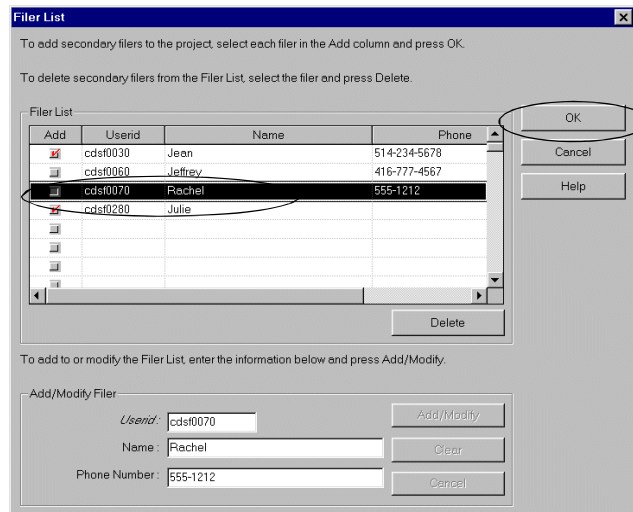 Filer List
To add secondary filers to the project, select each filer in the Add column and press OK.
To delete secondary filers from the Filer List, select the filer and press Delete.
Filer List
Add Userid Name Phone
cdsf0030 Jean 514-234-5678
cdsf0060 Jeffrey 416-777-4567
cdsf0070 Rachel 555-1212
cdsf0280 Julie
OK
Cancel
Help
Delete
To add to or modify the Filer List, enter the information below and press Add/Modify.
Add/Modify Filer
Userid: cdsf0070
Name : Rachel
Phone Number : 555-1212
Add/Modify
Clear
Cancel